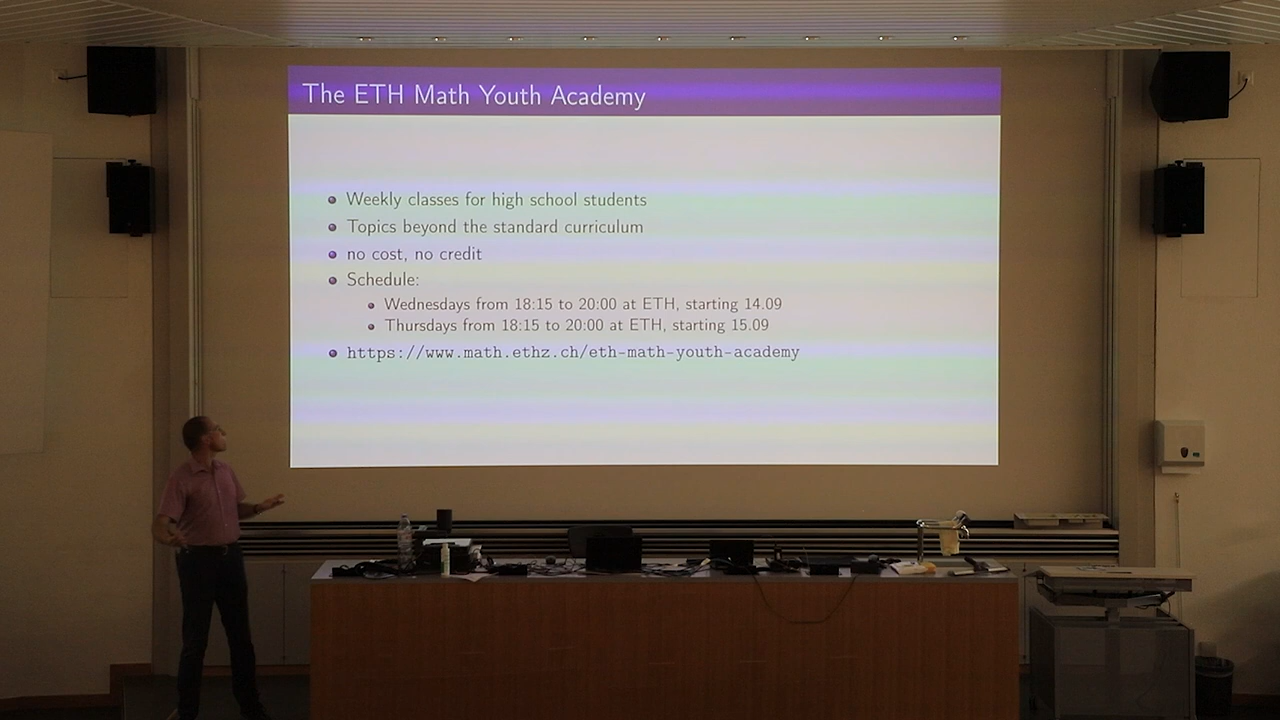 The ETH Math Youth Academy
Weekly classes for high school students
Topics beyond the standard curriculum
no cost, no credit
Schedule:
Wednesdays from 18:15 to 20:00 at ETH, starting 14.09
Thursdays from 18:15 to 20:00 at ETH, starting 15.09
https://www.math.ethz.ch/eth-math-youth-academy